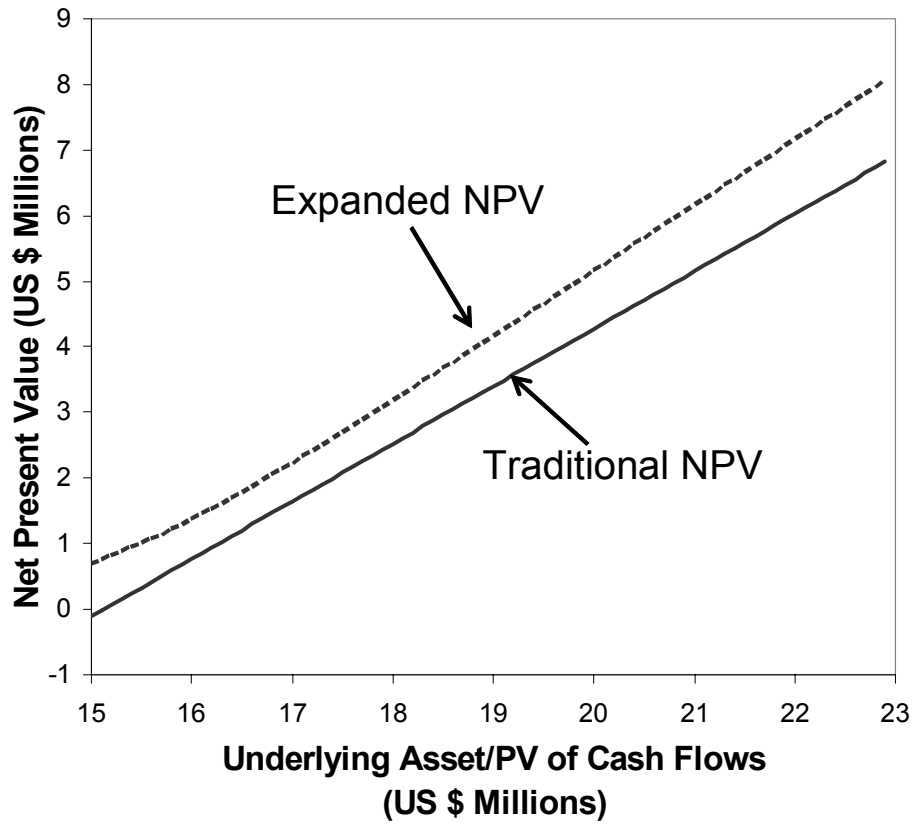 9
8
7
6
5
4
3
2
1
0
-1
Net Present Value (US $ Millions)
Expanded NPV
Traditional NPV
15 16 17 18 19 20 21 22 23
Underlying Asset/PV of Cash Flows
(US $ Millions)